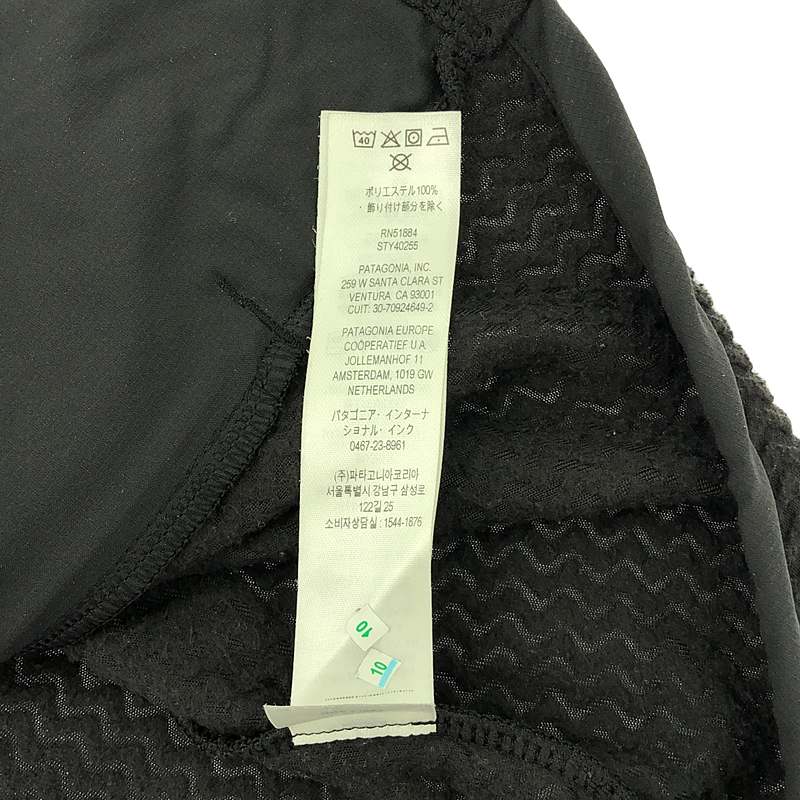 40
ポリエステル100%
・飾り付け部分を除く
RN51884
STY40255
PATAGONIA, INC.
259 W SANTA CLARA ST
VENTURA CA 93001
CUIT: 30-70924649-2
PATAGONIA EUROPE
COÖPERATIEF U.A.
JOLLEMANHOF 11
AMSTERDAM, 1019 GW
NETHERLANDS
パタゴニア・インターナ
ショナル・インク
0467-23-8961
(주)파타고니아코리아
서울특별시 강남구 삼성로
122길 25
소비자상담실 : 1544-1876
10
10